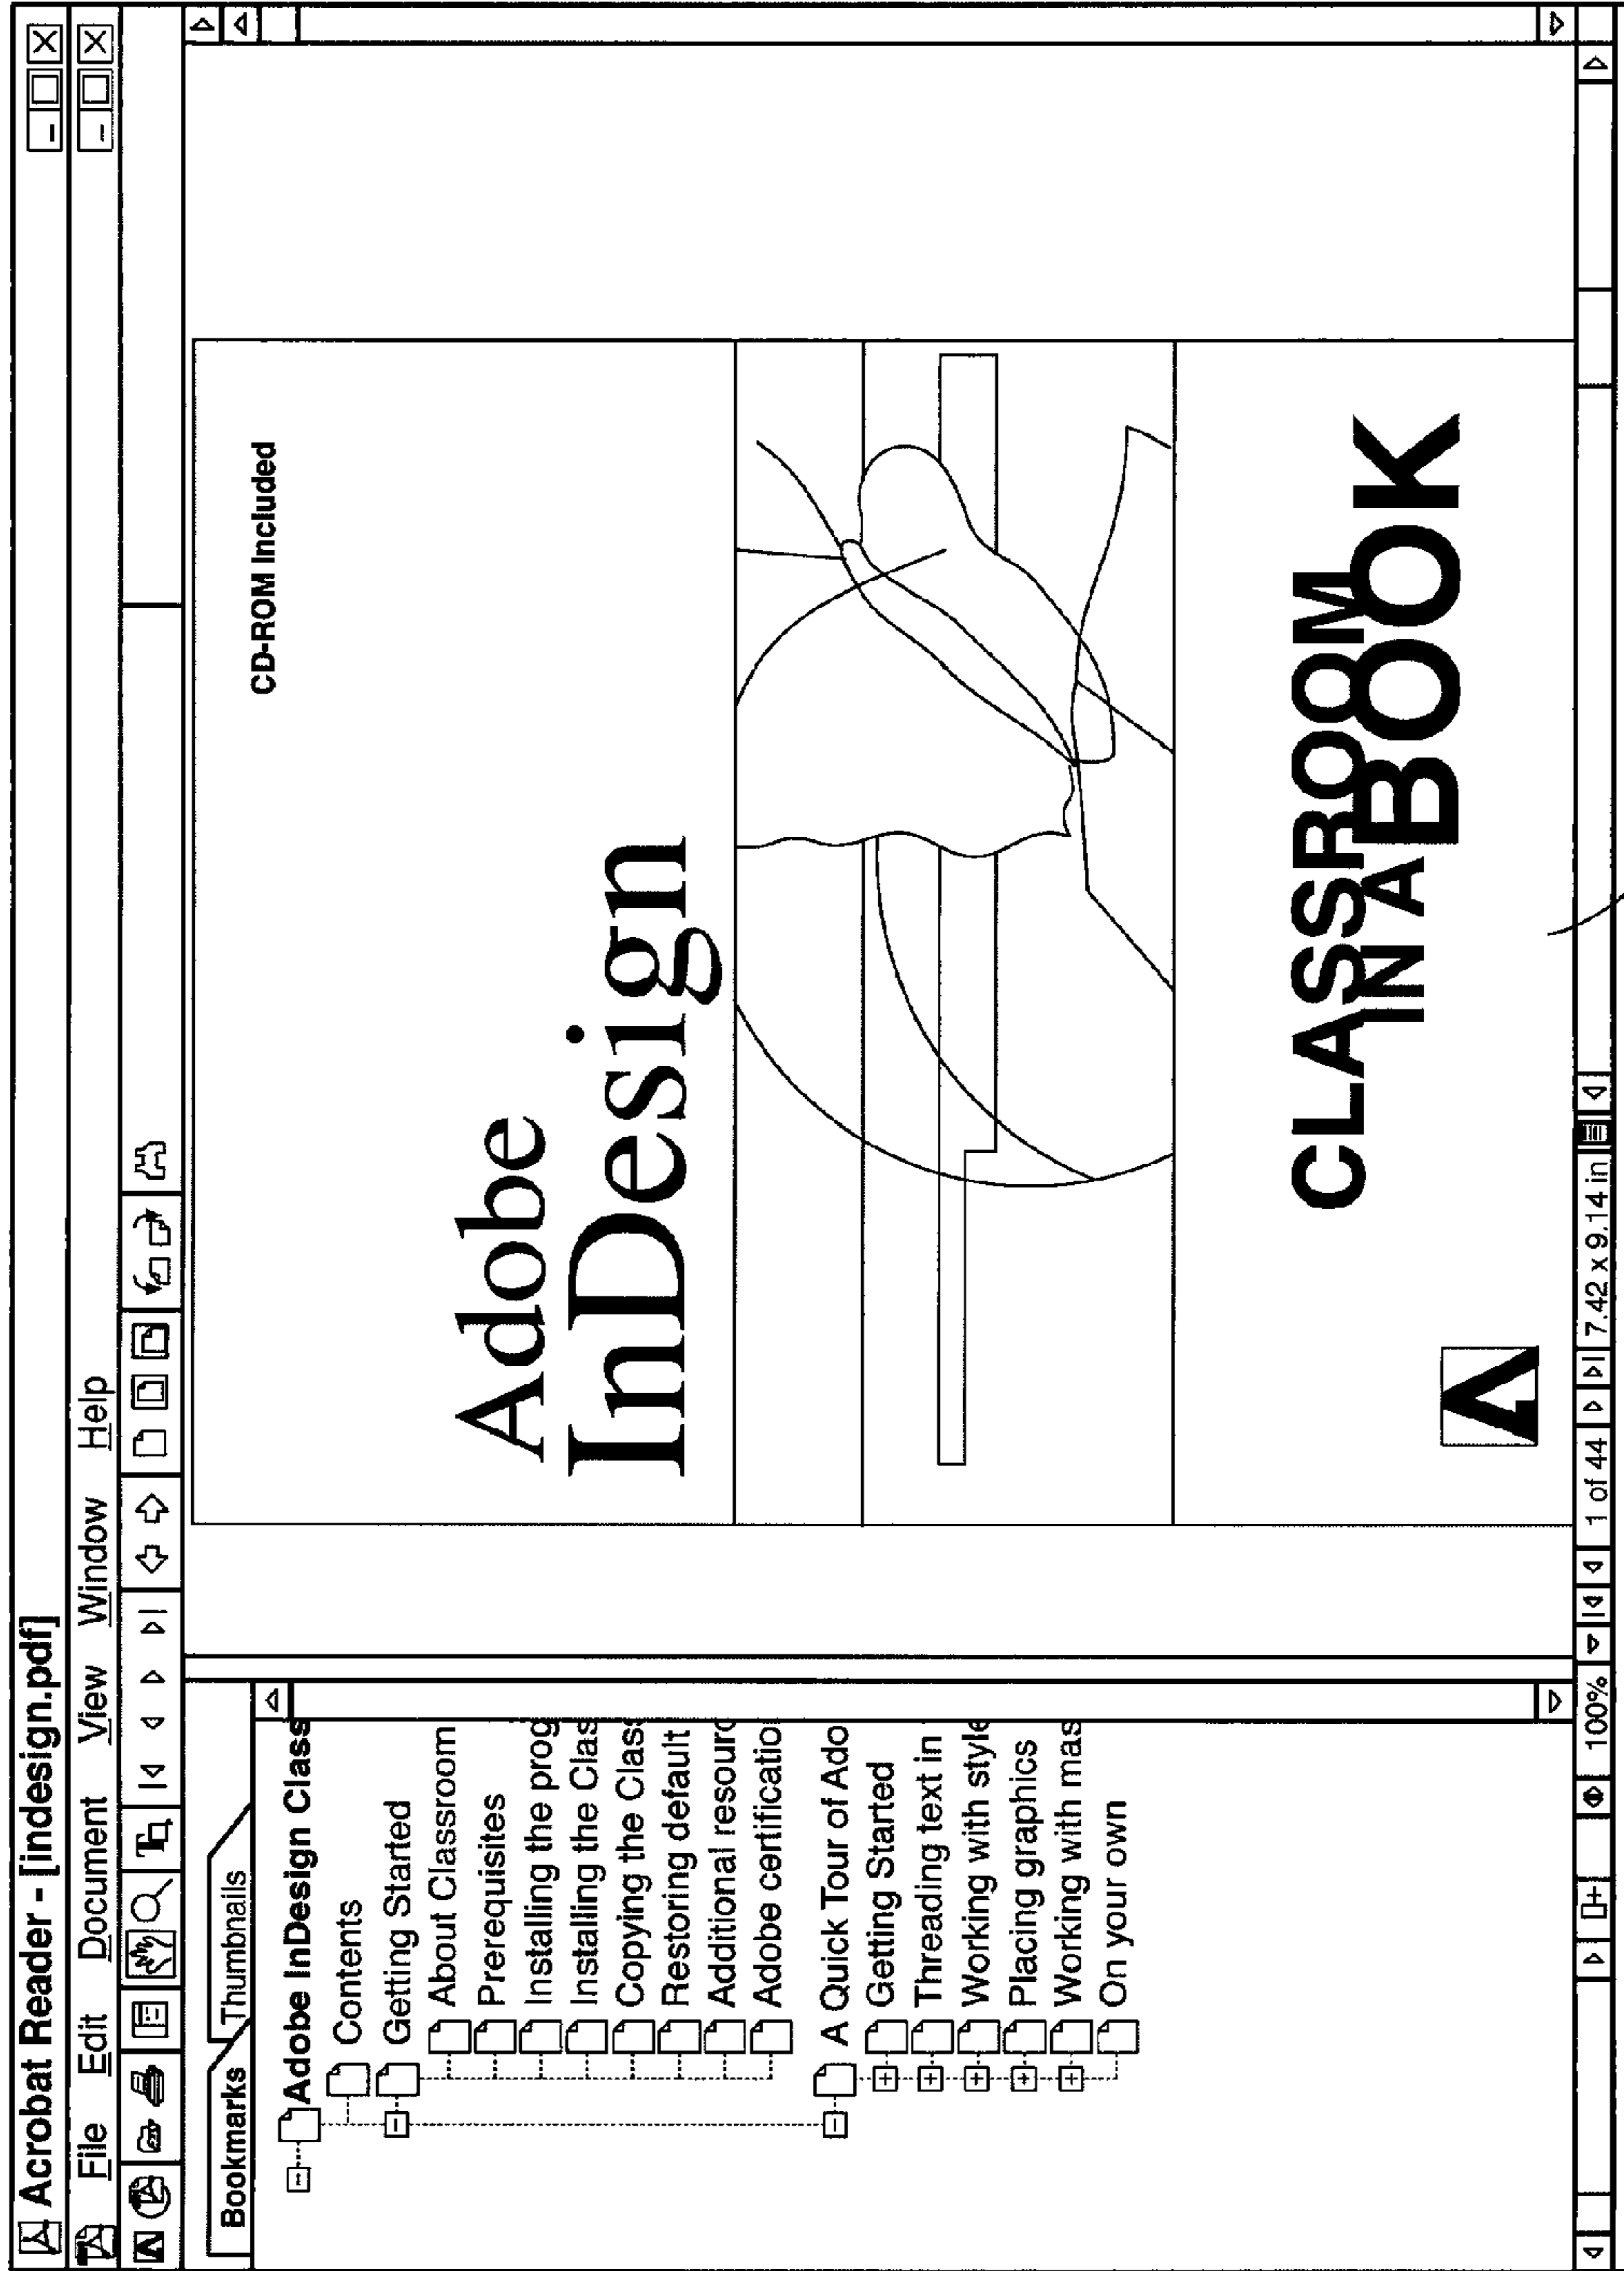 Acrobat Reader - [indesign.pdf]
File Edit Document View Window Help
Bookmarks Thumbnails
Adobe InDesign Class
Contents
Getting Started
About Classroom
Prerequisites
Installing the prog
Installing the Clas
Copying the Clas
Restoring default
Additional resourc
Adobe certificatio
A Quick Tour of Ado
Getting Started
Threading text in
Working with style
Placing graphics
Working with mas
On your own
CD-ROM Included
Adobe
InDesign
CLASSROOM
IN A BOOK
100% 1 of 44 7.42 x 9.14 in